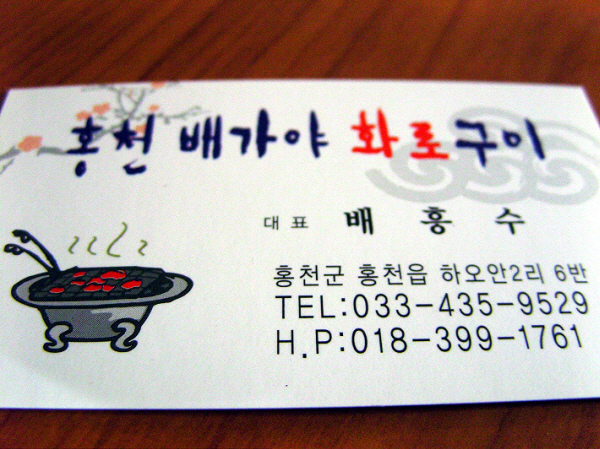 홍천 배가야 화로구이
대표 배흥수
홍천군 홍천읍 하오안2리 6반
TEL:033-435-9529
H.P:018-399-1761